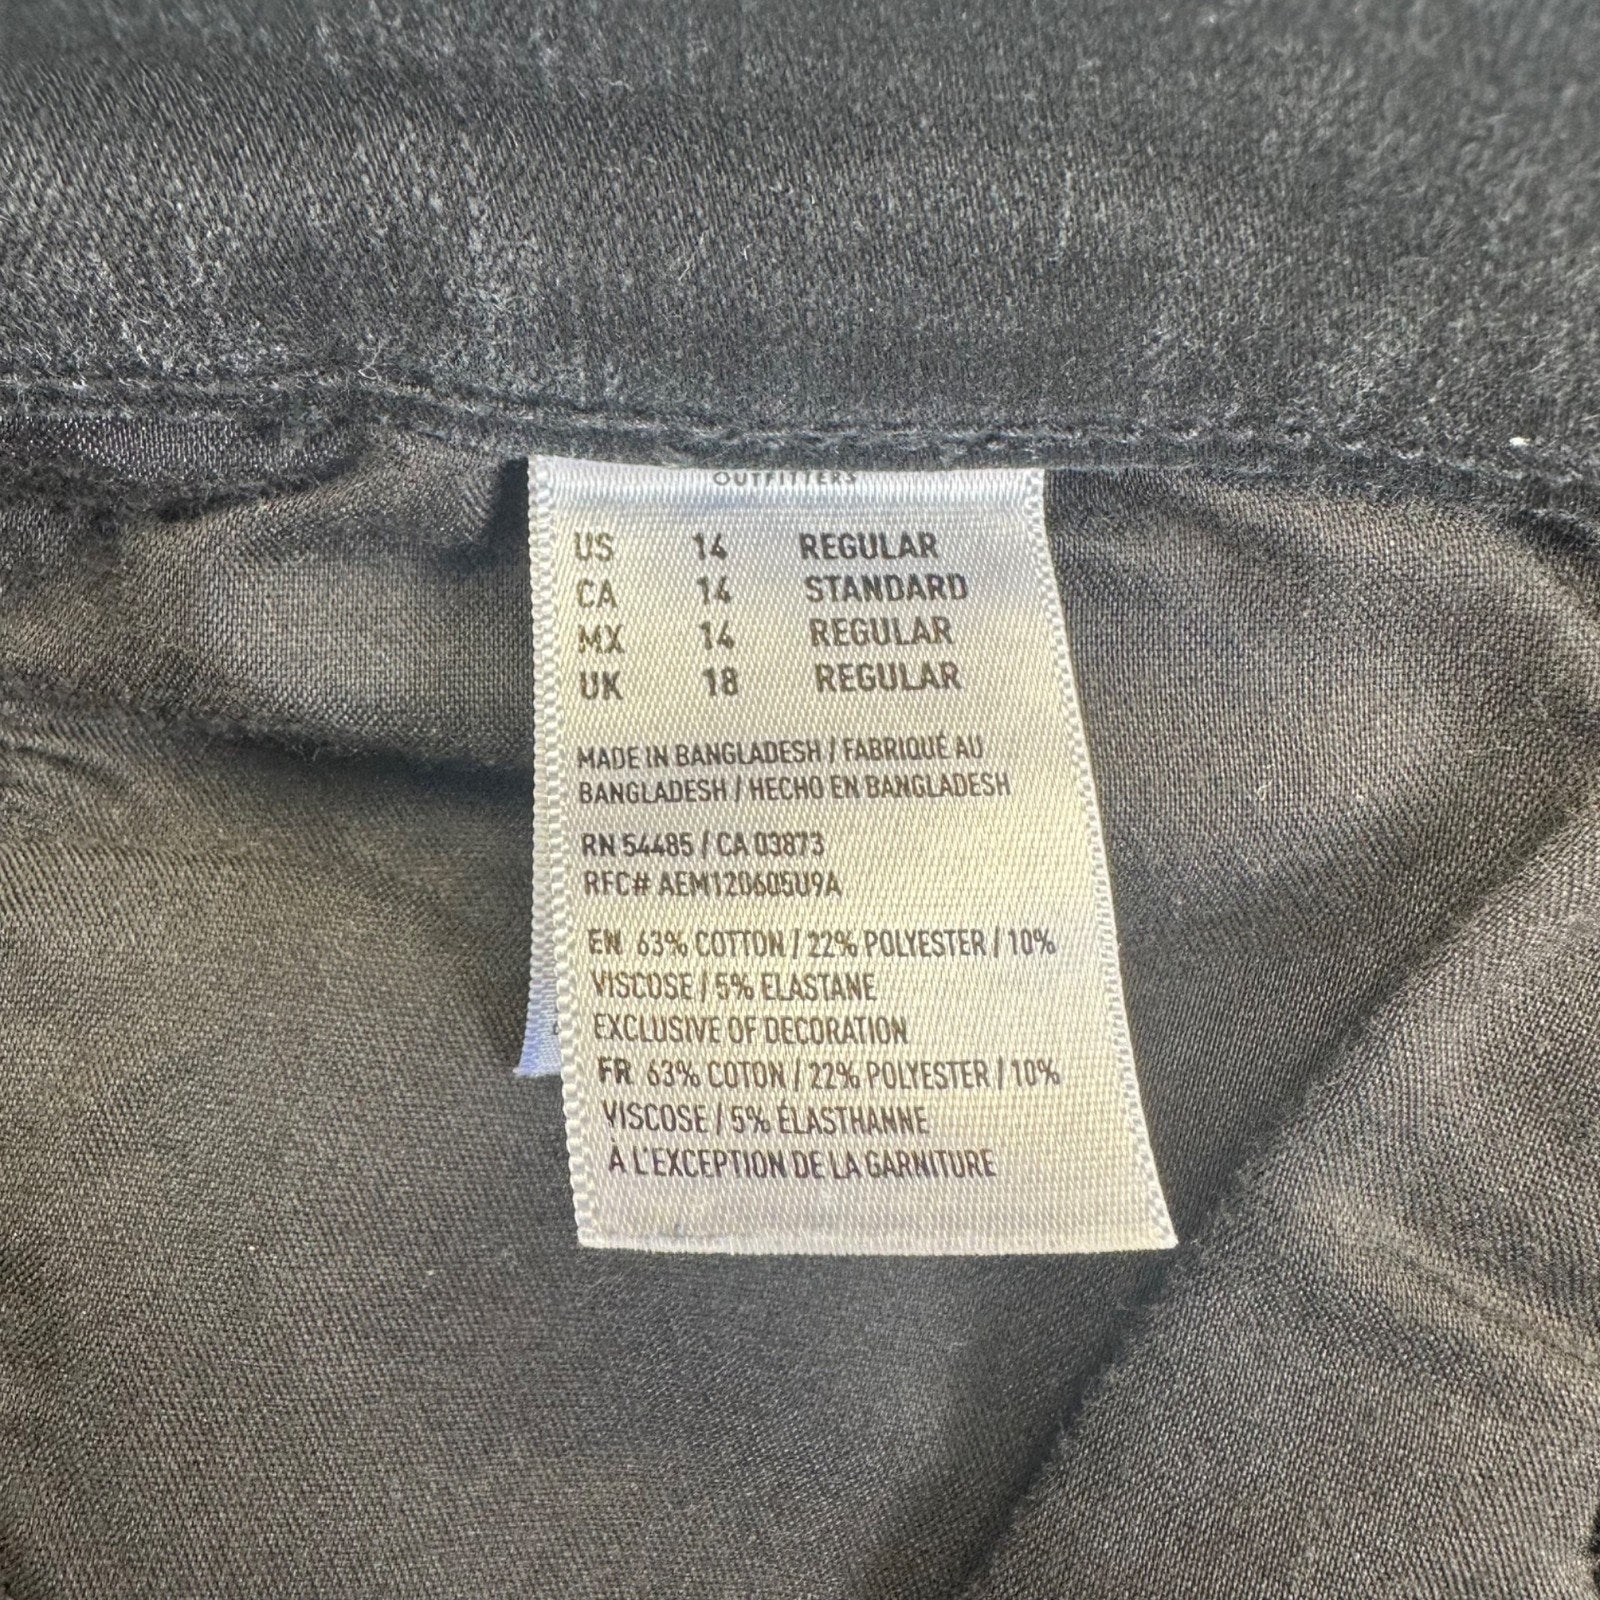 OUTFITTERS
US 14 REGULAR
CA 14 STANDARD
MX 14 REGULAR
UK 18 REGULAR
MADE IN BANGLADESH / FABRIQUÉ AU
BANGLADESH / HECHO EN BANGLADESH
RN 54485 / CA 03873
RFC# AEM120605U9A
EN 63% COTTON / 22% POLYESTER / 10%
VISCOSE / 5% ELASTANE
EXCLUSIVE OF DECORATION
FR 63% COTON / 22% POLYESTER / 10%
VISCOSE / 5% ÉLASTHANNE
À L'EXCEPTION DE LA GARNITURE